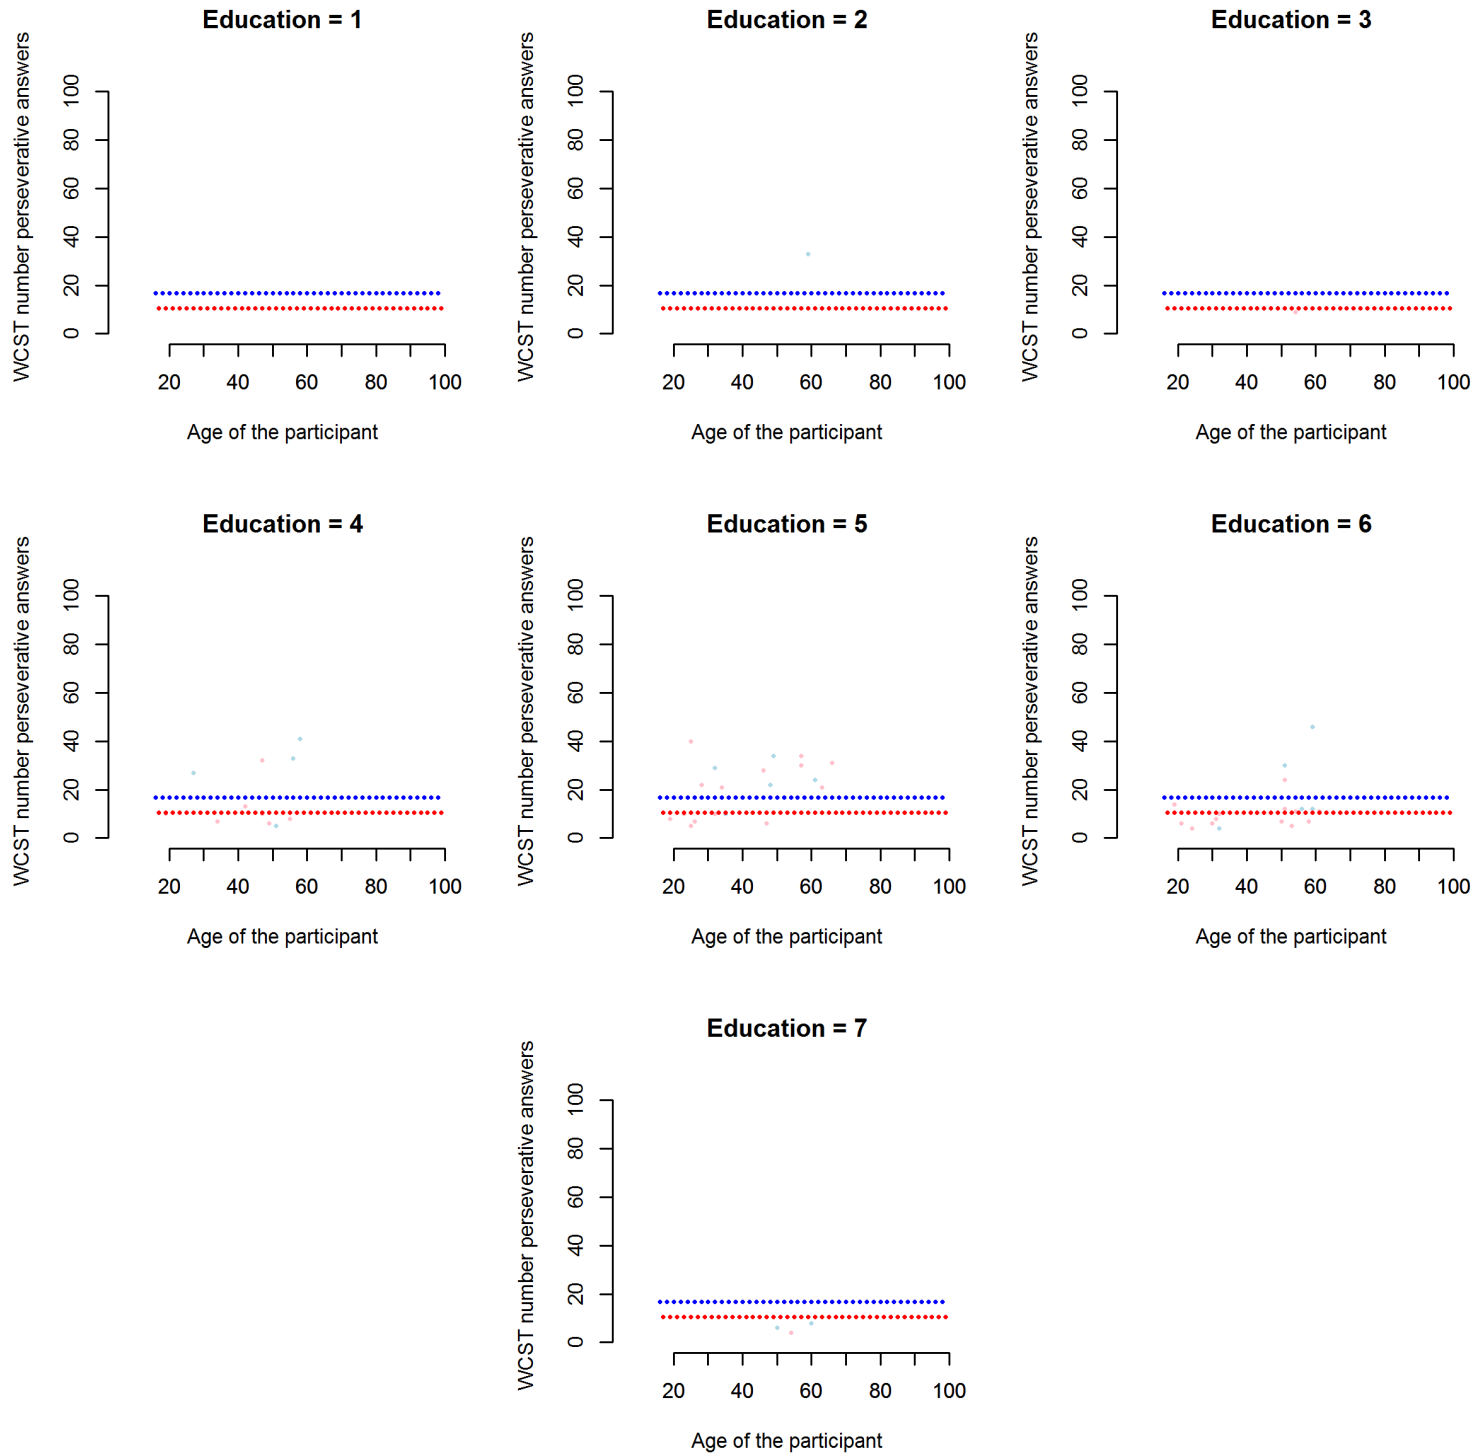 Education = 1
WCST number perseverative answers
100
80
60
40
20
0
20 40 60 80 100
Age of the participant
Education = 2
WCST number perseverative answers
100
80
60
40
20
0
20 40 60 80 100
Age of the participant
Education = 3
WCST number perseverative answers
100
80
60
40
20
0
20 40 60 80 100
Age of the participant
Education = 4
WCST number perseverative answers
100
80
60
40
20
0
20 40 60 80 100
Age of the participant
Education = 5
WCST number perseverative answers
100
80
60
40
20
0
20 40 60 80 100
Age of the participant
Education = 6
WCST number perseverative answers
100
80
60
40
20
0
20 40 60 80 100
Age of the participant
Education = 7
WCST number perseverative answers
100
80
60
40
20
0
20 40 60 80 100
Age of the participant